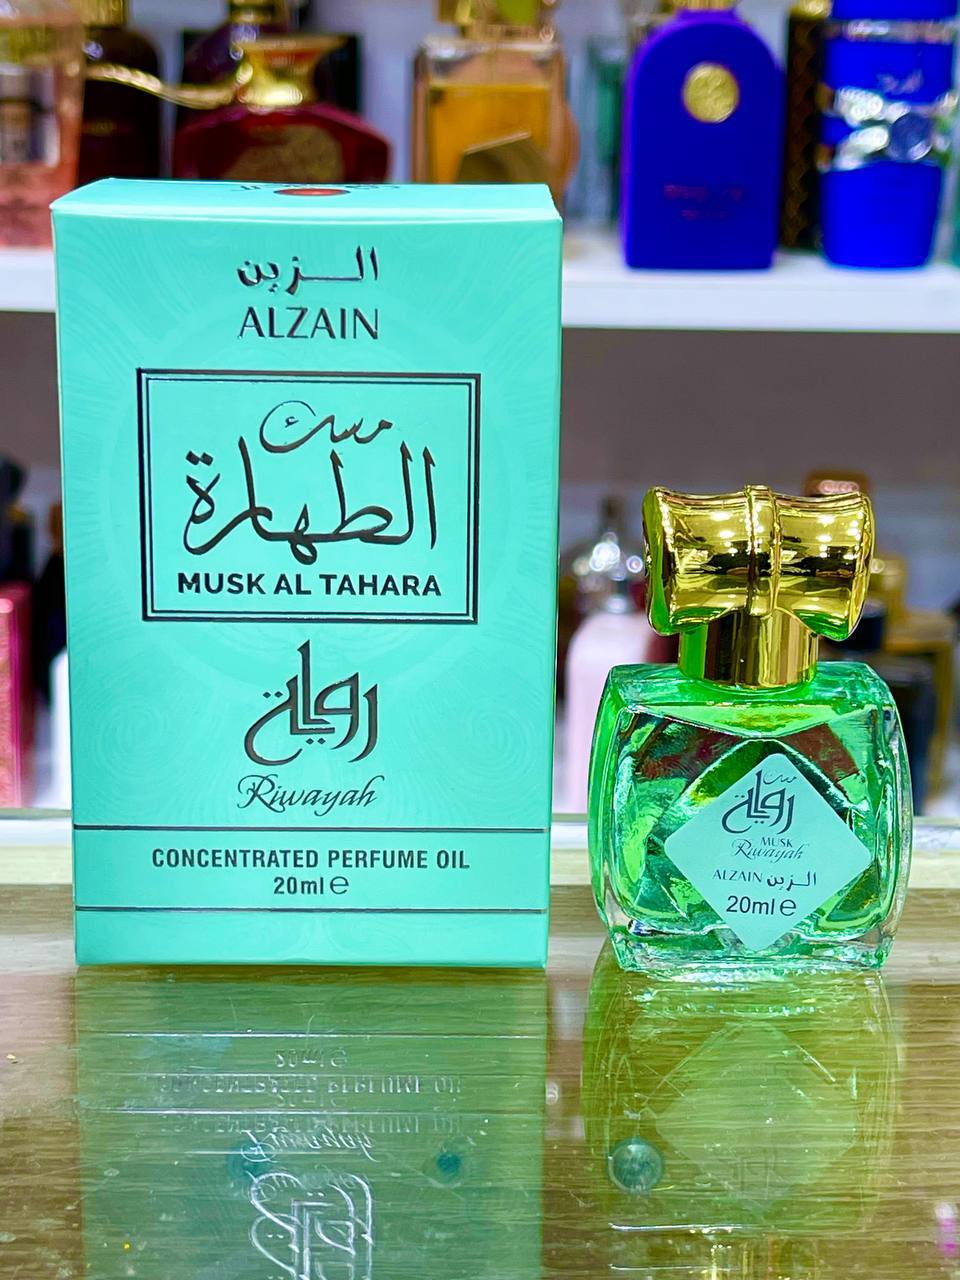 الزين
ALZAIN
مسك
الطهارة
MUSK AL TAHARA
رواية
Riwayah
CONCENTRATED PERFUME OIL
20ml e
مسك
رواية
MUSK
Riwayah
ALZAIN الزين
20ml e